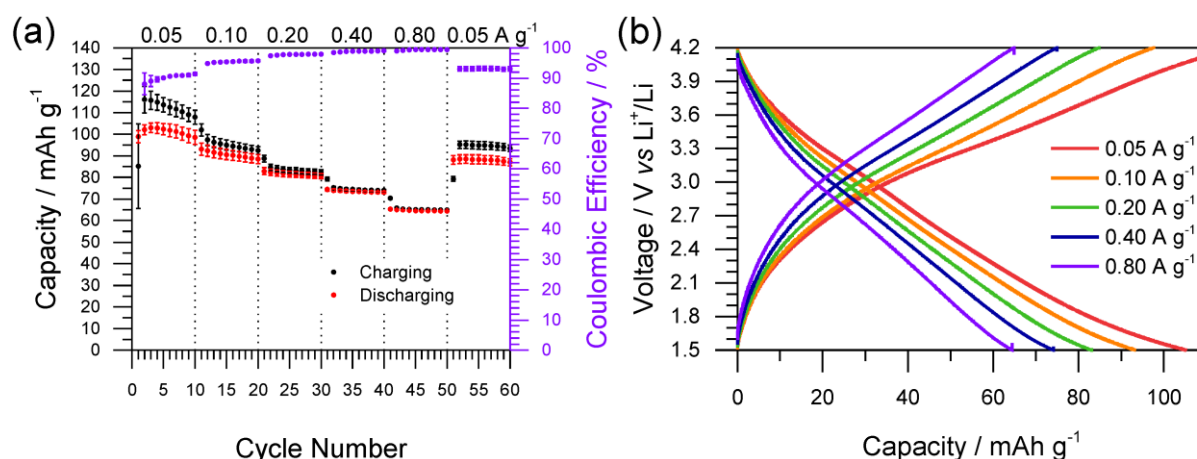 (a)
0.05 0.10 0.20 0.40 0.80 0.05 A g⁻¹
140
130
120
110
100
90
80
70
60
50
40
30
20
10
0
Capacity / mAh g⁻¹
Charging
Discharging
0 5 10 15 20 25 30 35 40 45 50 55 60
Cycle Number
100
90
80
70
60
50
40
30
20
10
0
Coulombic Efficiency / %
(b)
4.2
3.9
3.6
3.3
3.0
2.7
2.4
2.1
1.8
1.5
Voltage / V vs Li⁺/Li
0.05 A g⁻¹
0.10 A g⁻¹
0.20 A g⁻¹
0.40 A g⁻¹
0.80 A g⁻¹
0 20 40 60 80 100
Capacity / mAh g⁻¹